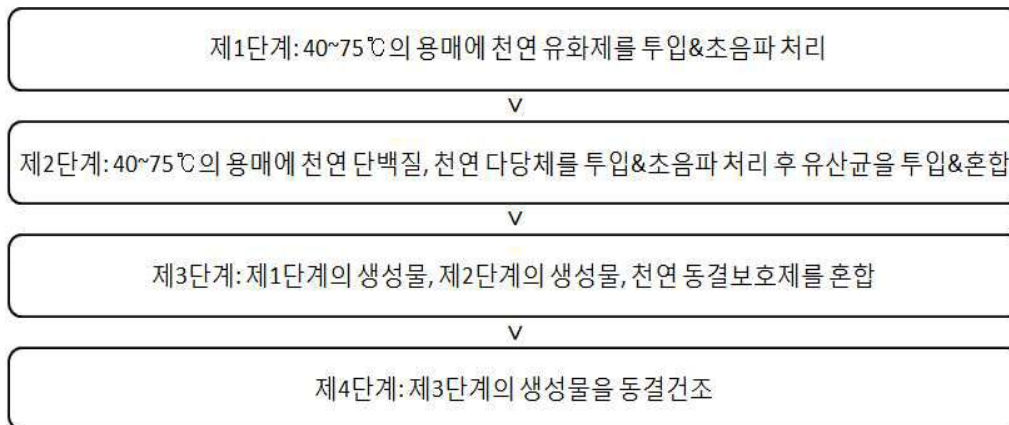 제1단계: 40~75℃의 용매에 천연 유화제를 투입&초음파 처리
∨
제2단계: 40~75℃의 용매에 천연 단백질, 천연 다당체를 투입&초음파 처리 후 유산균을 투입&혼합
∨
제3단계: 제1단계의 생성물, 제2단계의 생성물, 천연 동결보호제를 혼합
∨
제4단계: 제3단계의 생성물을 동결건조